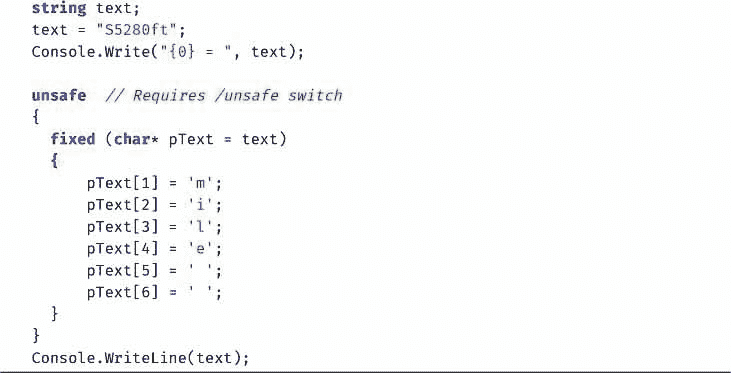 string text;
text = "S5280ft";
Console.Write("{0} = ", text);
unsafe // Requires /unsafe switch
{
fixed (char* pText = text)
{
pText[1] = 'm';
pText[2] = 'i';
pText[3] = 'l';
pText[4] = 'e';
pText[5] = ' ';
pText[6] = ' ';
}
}
Console.WriteLine(text);